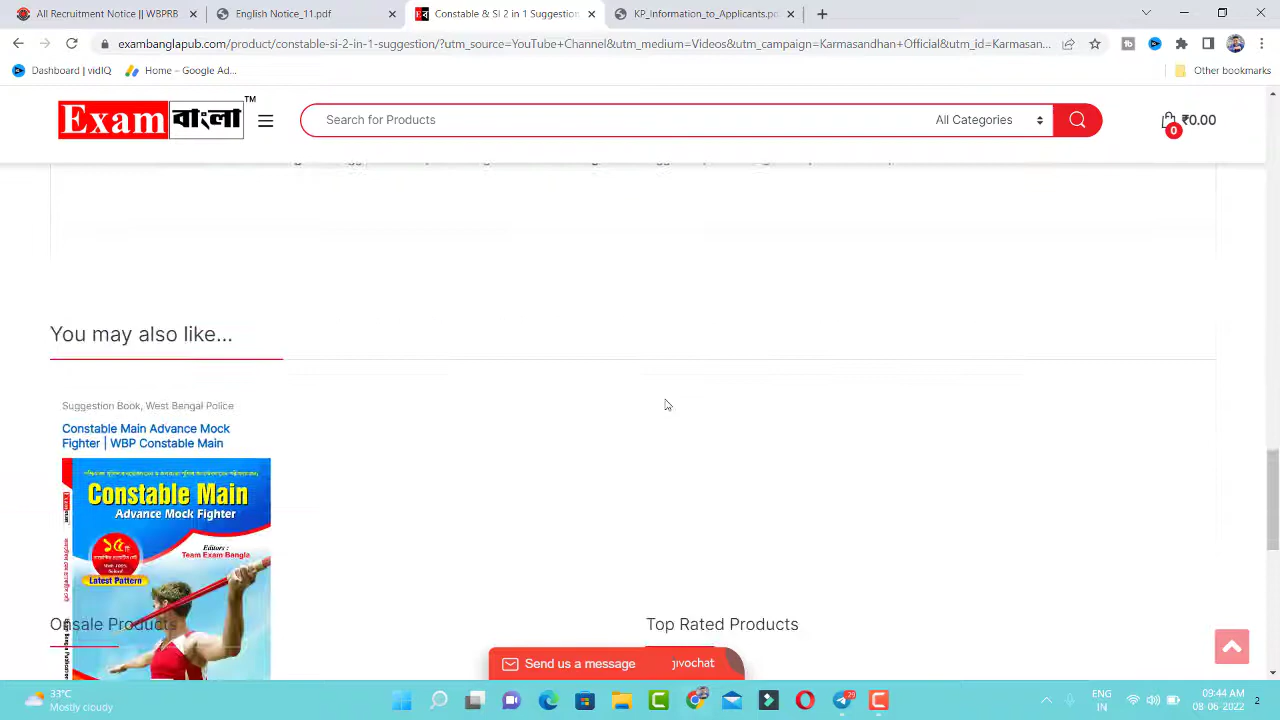 All Recruitment Notice || WBPRB
English Notice_11.pdf
Constable & SI 2 in 1 Suggestion
KP_Information_to_Applicants.pd
exambanglapub.com/product/constable-si-2-in-1-suggestion/?utm_source=YouTube+Channel&utm_medium=Videos&utm_campaign=Karmasandhan+Official&utm_id=Karmasan...
Dashboard | vidIQ
Home – Google Ad...
Other bookmarks
Exam বাংলা TM
Search for Products
All Categories
₹0.00
0
You may also like...
Suggestion Book, West Bengal Police
Constable Main Advance Mock
Fighter | WBP Constable Main
Constable Main
Advance Mock Fighter
১৫টি
Editors :
Team Exam Bangla
Latest Pattern
Onsale Products
Top Rated Products
Send us a message
jivochat
33°C
Mostly cloudy
ENG
IN
09:44 AM
08-06-2022
2